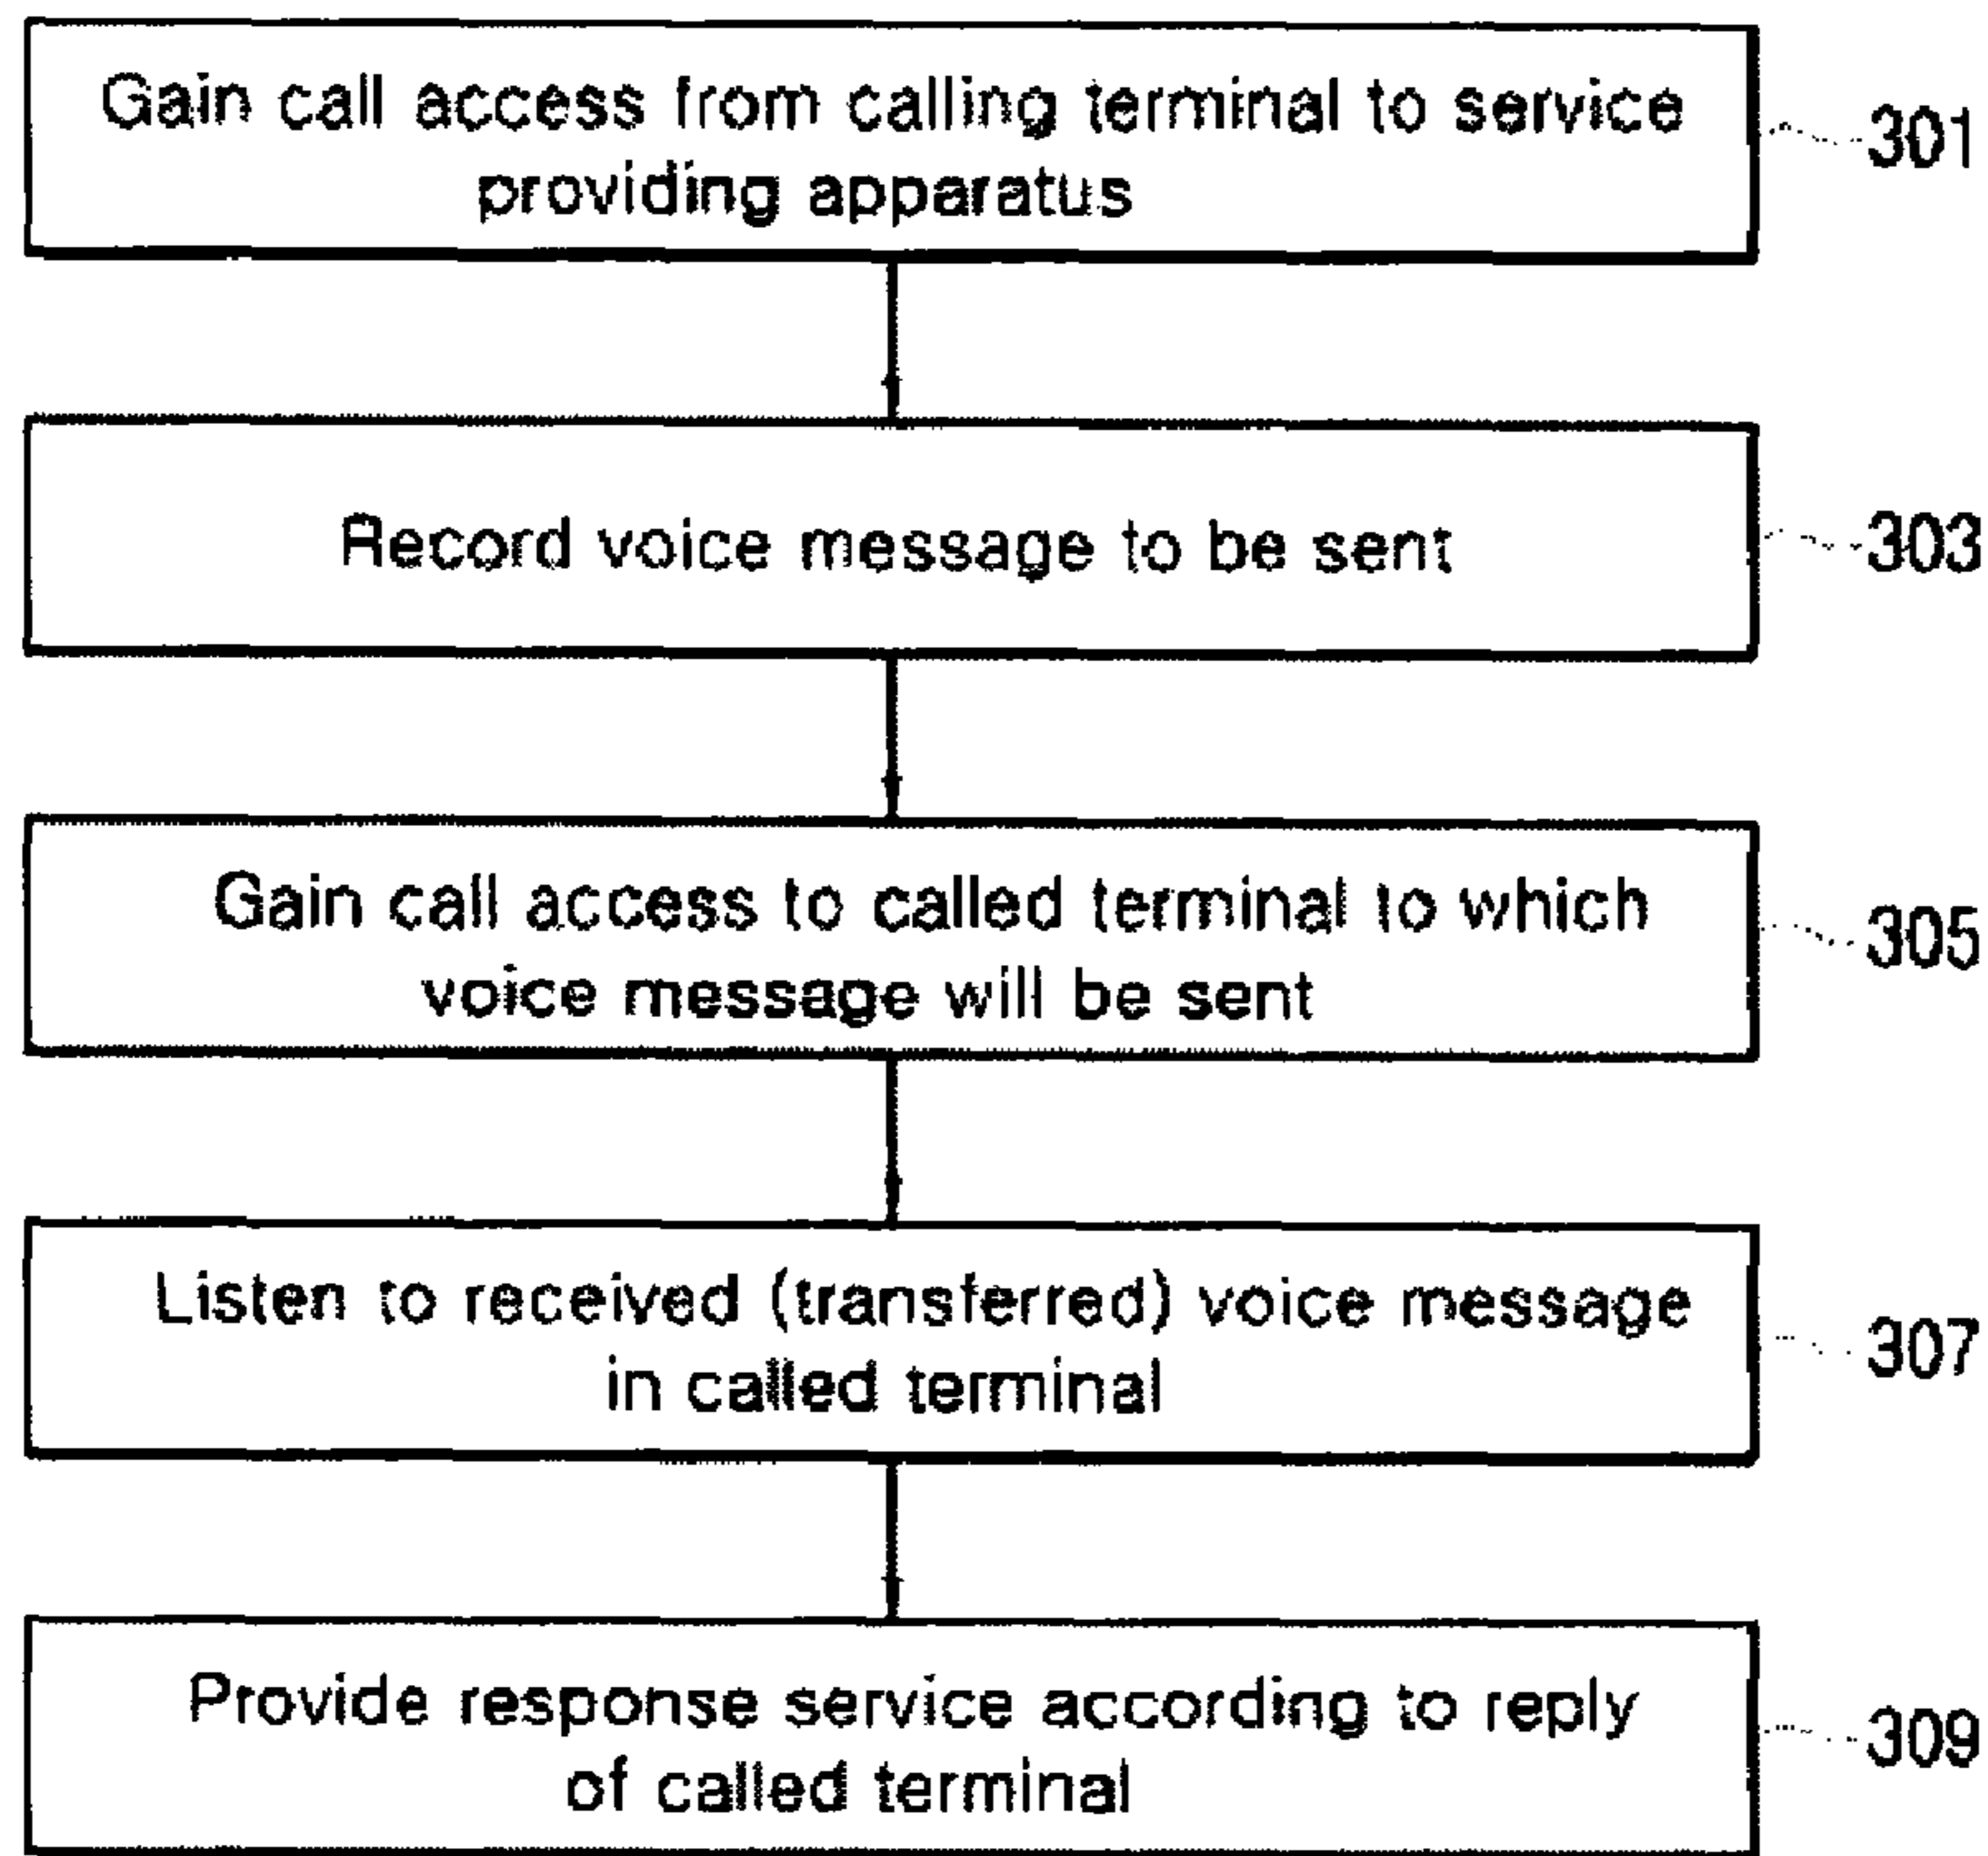 Gain call access from calling terminal to service
providing apparatus
301
Record voice message to be sent
303
Gain call access to called terminal to which
voice message will be sent
305
Listen to received (transferred) voice message
in called terminal
307
Provide response service according to reply
of called terminal
309